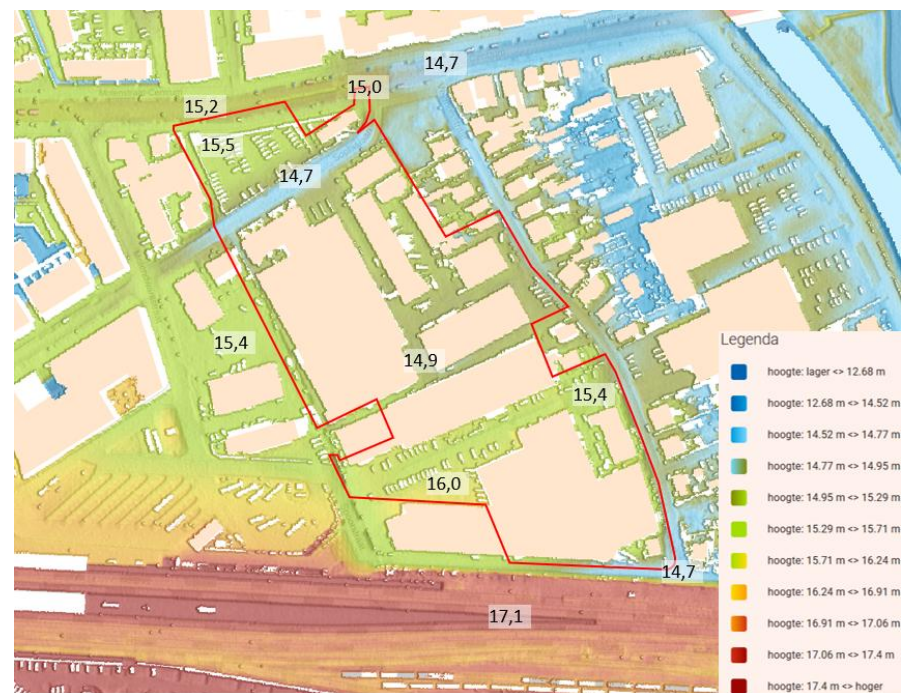 14,7
15,0
15,2
15,5
14,7
15,4
14,9
15,4
16,0
14,7
17,1
Legenda
hoogte: lager <> 12.68 m
hoogte: 12.68 m <> 14.52 m
hoogte: 14.52 m <> 14.77 m
hoogte: 14.77 m <> 14.95 m
hoogte: 14.95 m <> 15.29 m
hoogte: 15.29 m <> 15.71 m
hoogte: 15.71 m <> 16.24 m
hoogte: 16.24 m <> 16.91 m
hoogte: 16.91 m <> 17.06 m
hoogte: 17.06 m <> 17.4 m
hoogte: 17.4 m <> hoger